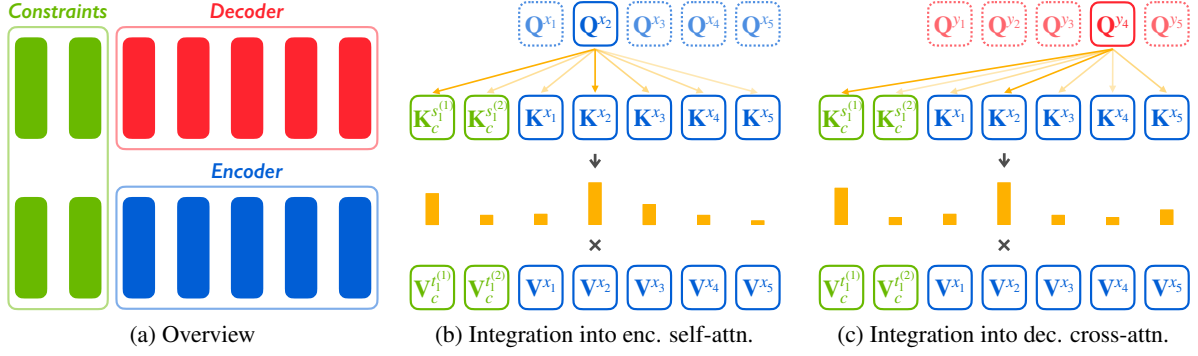 Constraints
Decoder
Encoder
(a) Overview
Q^{x_1} Q^{x_2} Q^{x_3} Q^{x_4} Q^{x_5}
K_c^{s_1^{(1)}} K_c^{s_1^{(2)}} K^{x_1} K^{x_2} K^{x_3} K^{x_4} K^{x_5}
×
V_c^{t_1^{(1)}} V_c^{t_1^{(2)}} V^{x_1} V^{x_2} V^{x_3} V^{x_4} V^{x_5}
(b) Integration into enc. self-attn.
Q^{y_1} Q^{y_2} Q^{y_3} Q^{y_4} Q^{y_5}
K_c^{s_1^{(1)}} K_c^{s_1^{(2)}} K^{x_1} K^{x_2} K^{x_3} K^{x_4} K^{x_5}
×
V_c^{t_1^{(1)}} V_c^{t_1^{(2)}} V^{x_1} V^{x_2} V^{x_3} V^{x_4} V^{x_5}
(c) Integration into dec. cross-attn.